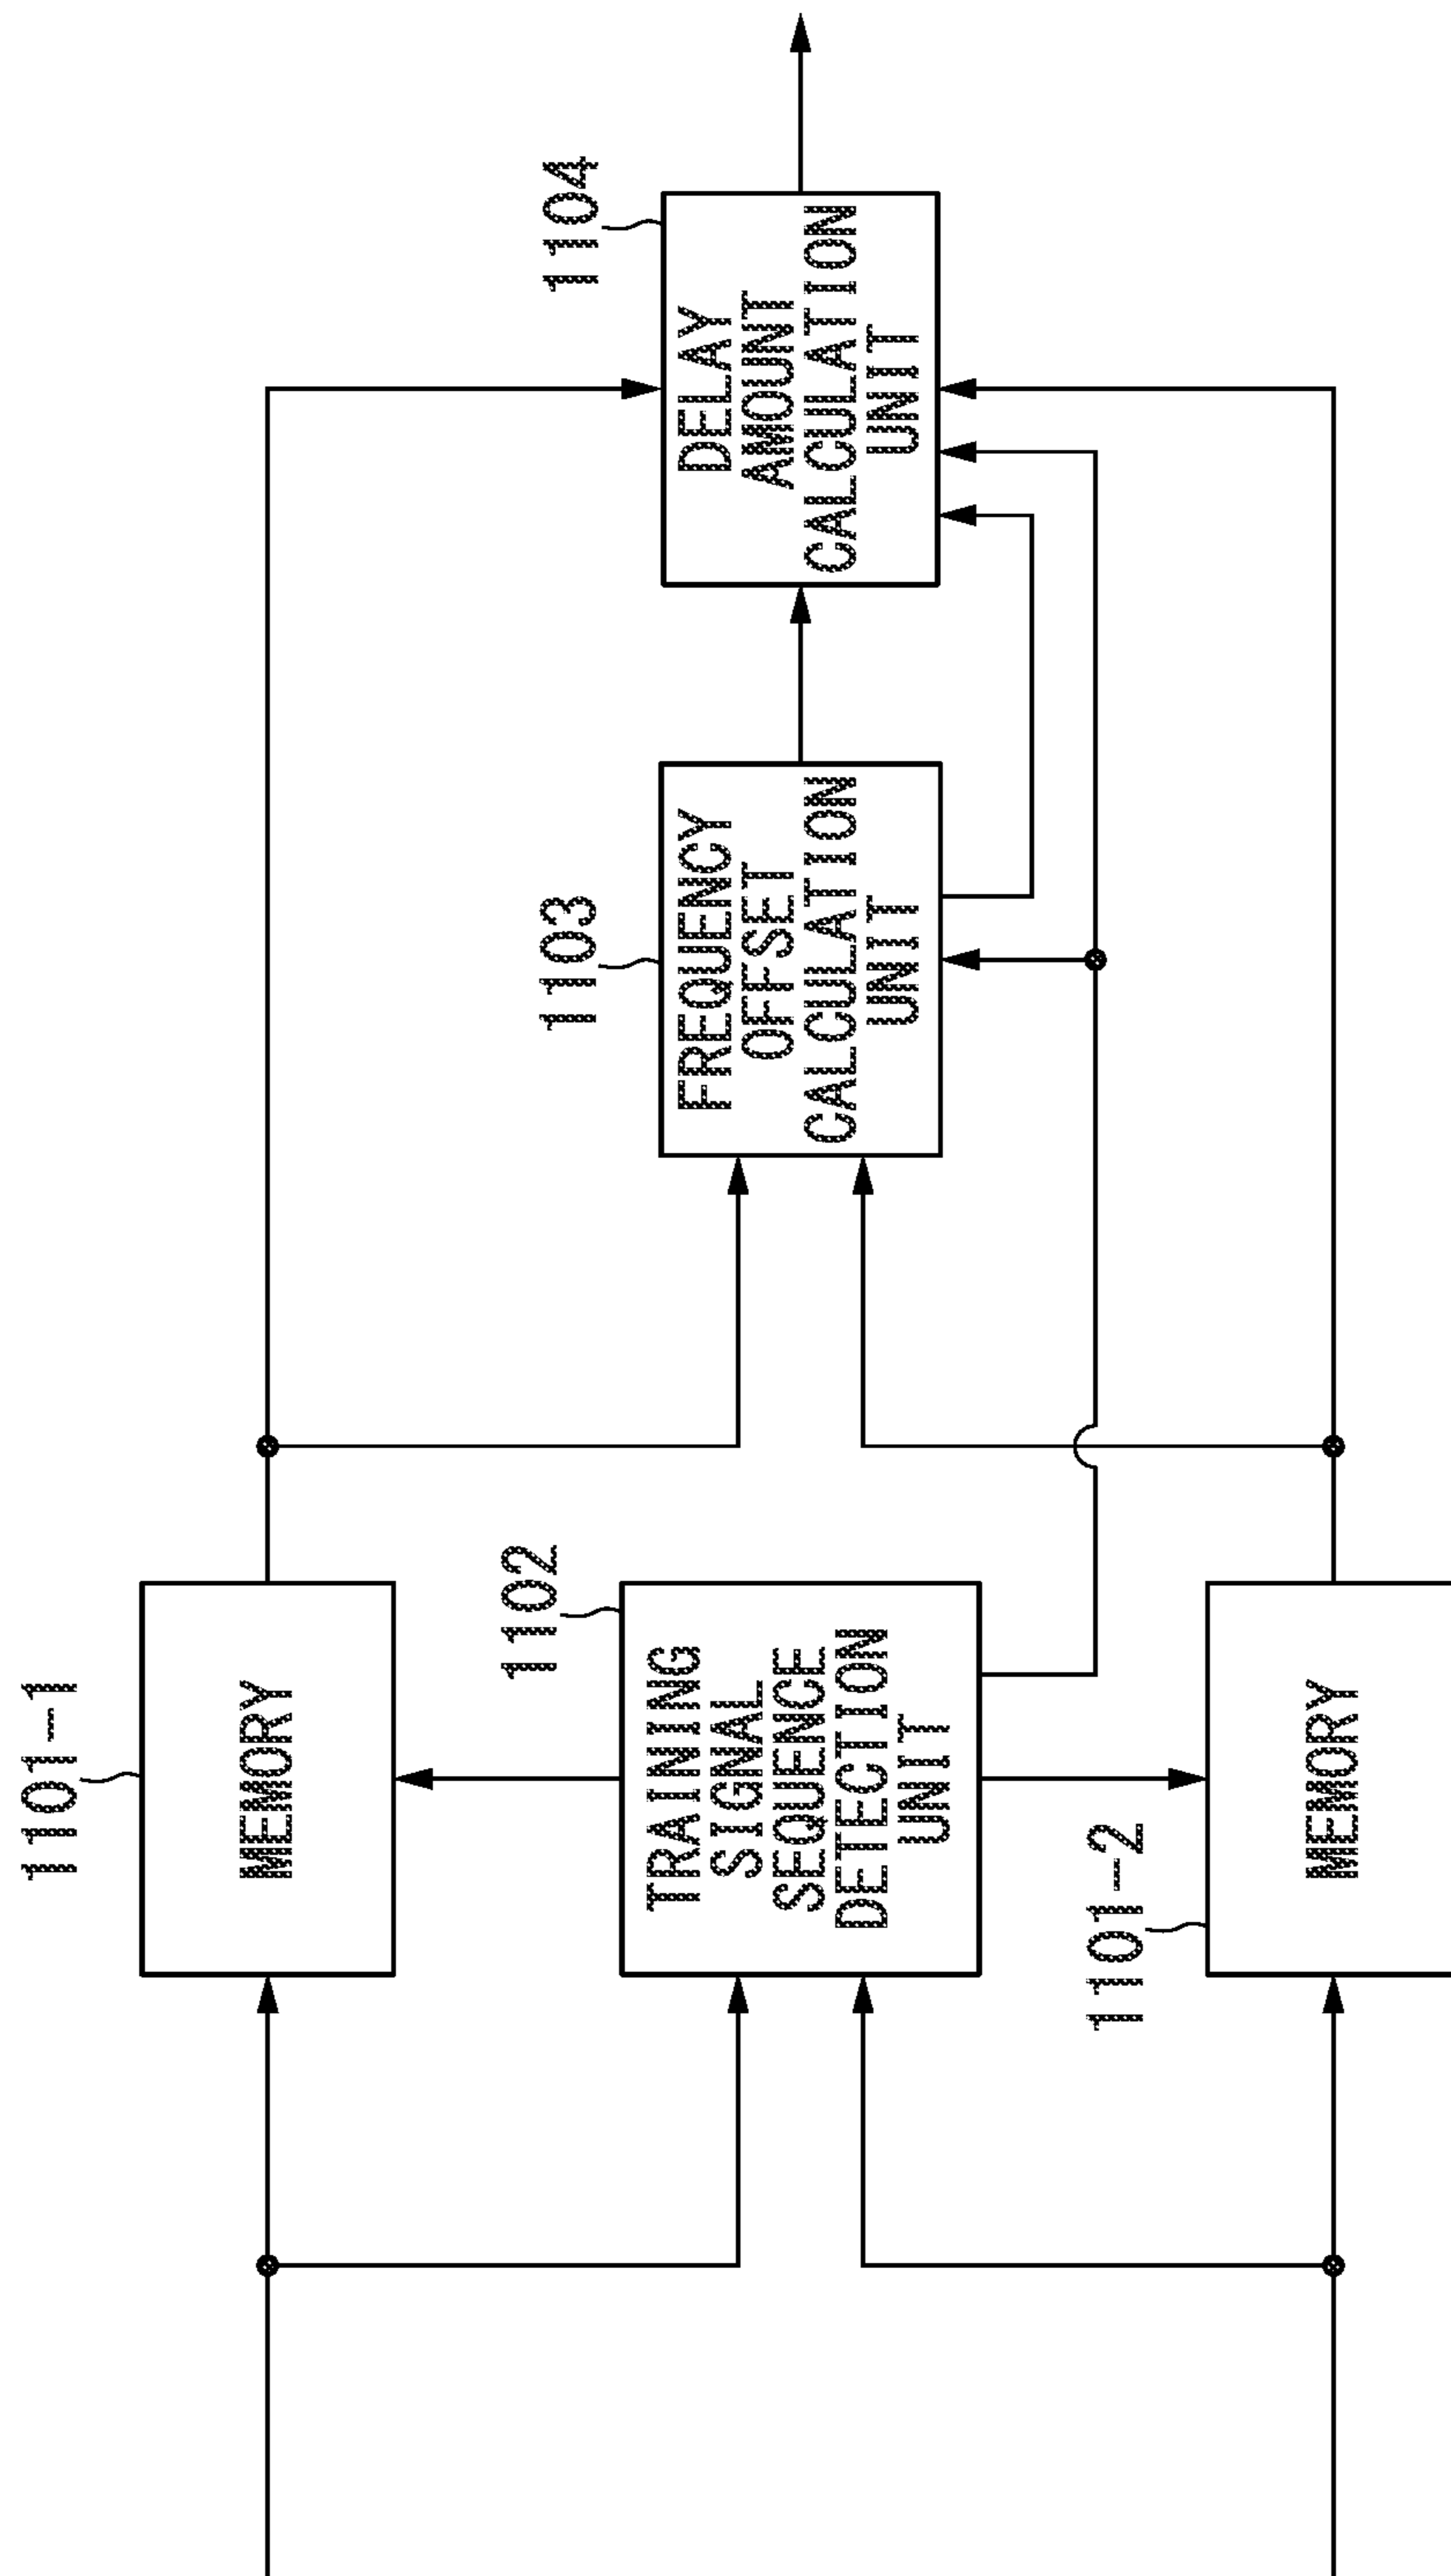 1101-1
MEMORY
1102
TRAINING
SIGNAL
SEQUENCE
DETECTION
UNIT
1101-2
MEMORY
1103
FREQUENCY
OFFSET
CALCULATION
UNIT
1104
DELAY
AMOUNT
CALCULATION
UNIT